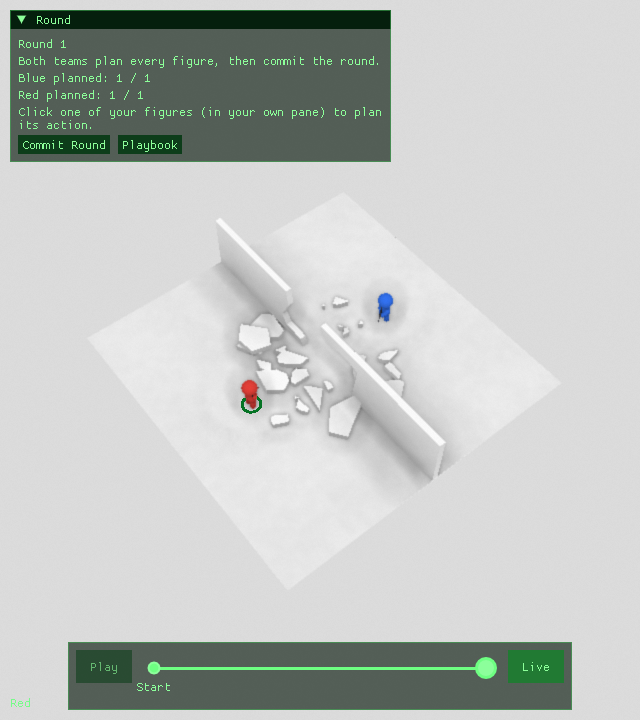 Round
Round 1
Both teams plan every figure, then commit the round.
Blue planned: 1 / 1
Red planned: 1 / 1
Click one of your figures (in your own pane) to plan
its action.
Commit Round Playbook
Play Live
Start
Red